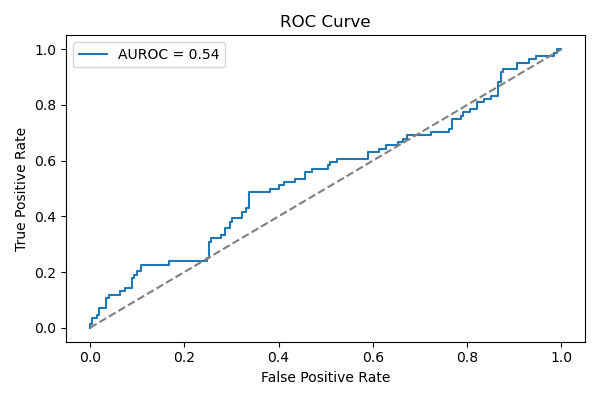 ROC Curve
AUROC = 0.54
True Positive Rate
1.0
0.8
0.6
0.4
0.2
0.0
0.0 0.2 0.4 0.6 0.8 1.0
False Positive Rate